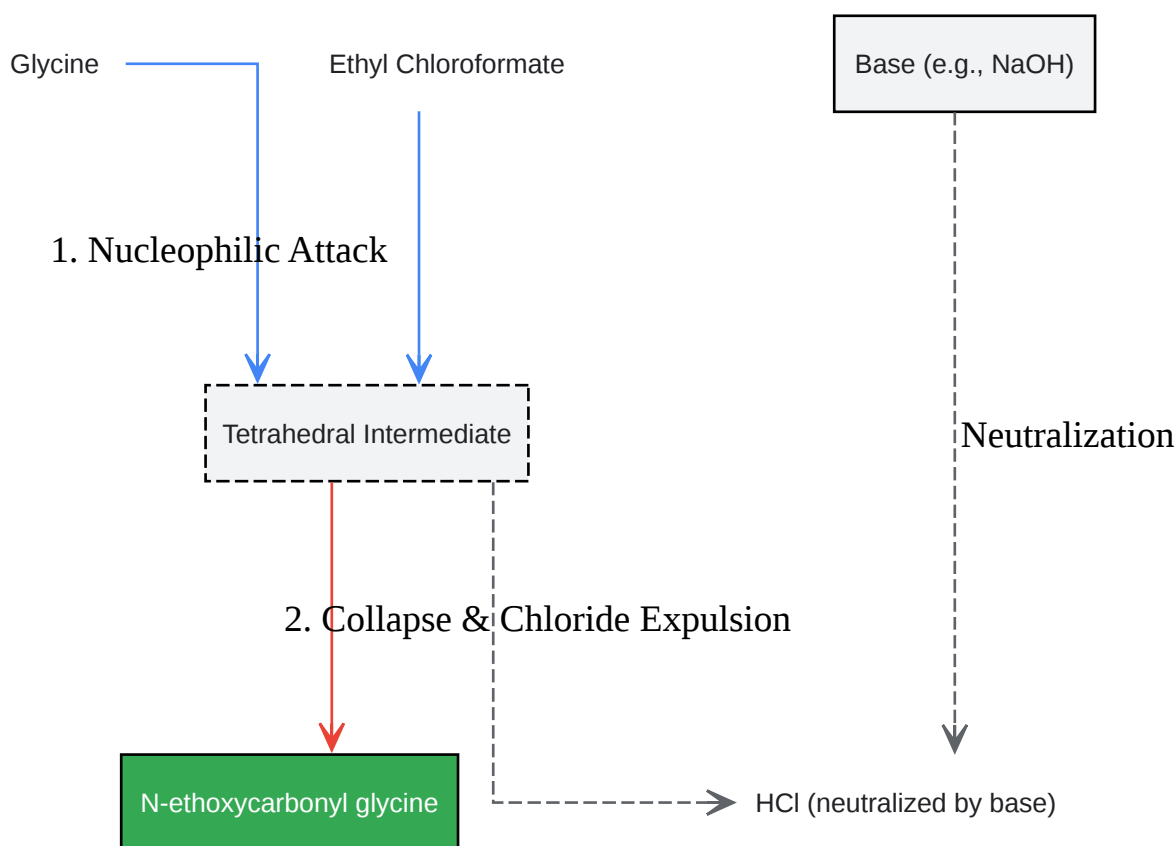 Glycine
Ethyl Chloroformate
Base (e.g., NaOH)
1. Nucleophilic Attack
Tetrahedral Intermediate
Neutralization
2. Collapse & Chloride Expulsion
N-ethoxycarbonyl glycine
HCl (neutralized by base)